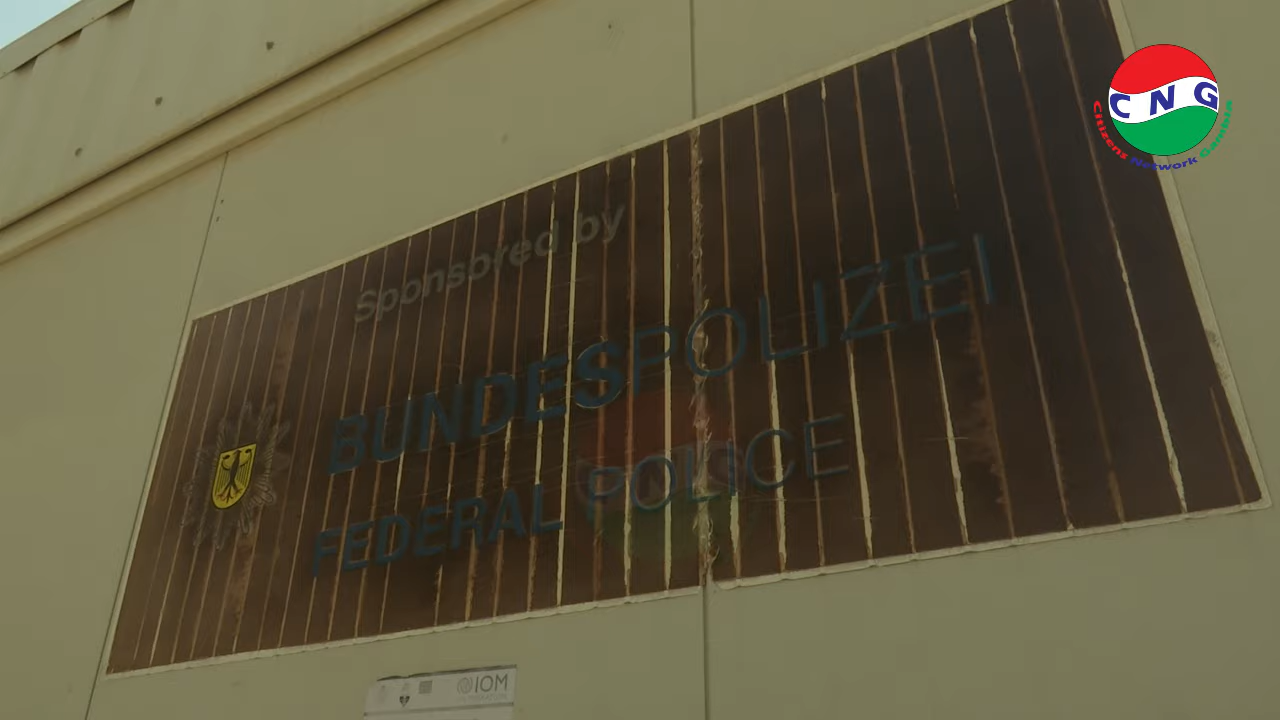 CNG
Citizens Network Gambia
Sponsored by
BUNDESPOLIZEI
FEDERAL POLICE
IOM